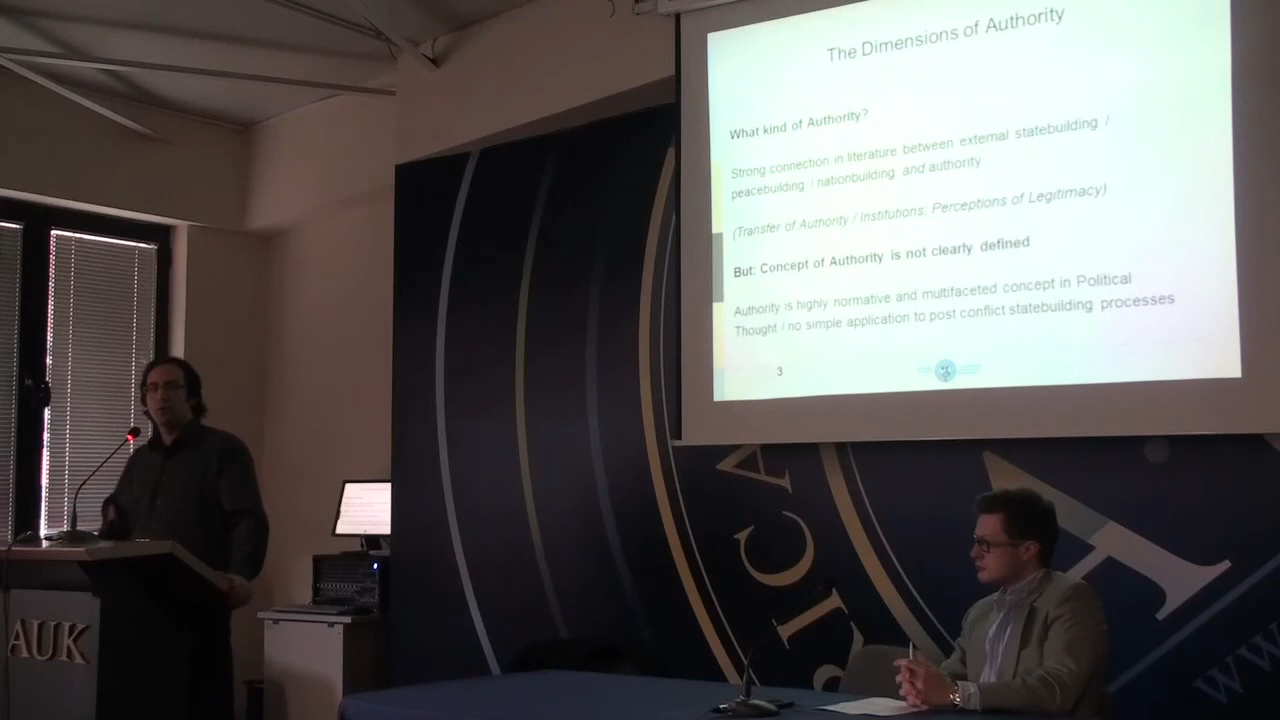 The Dimensions of Authority
What kind of Authority?
Strong connection in literature between external statebuilding /
peacebuilding / nationbuilding and authority
(Transfer of Authority / Institutions; Perceptions of Legitimacy)
But: Concept of Authority is not clearly defined
Authority is highly normative and multifaceted concept in Political
Thought / no simple application to post conflict statebuilding processes
3
AUK
RICA
A
WW